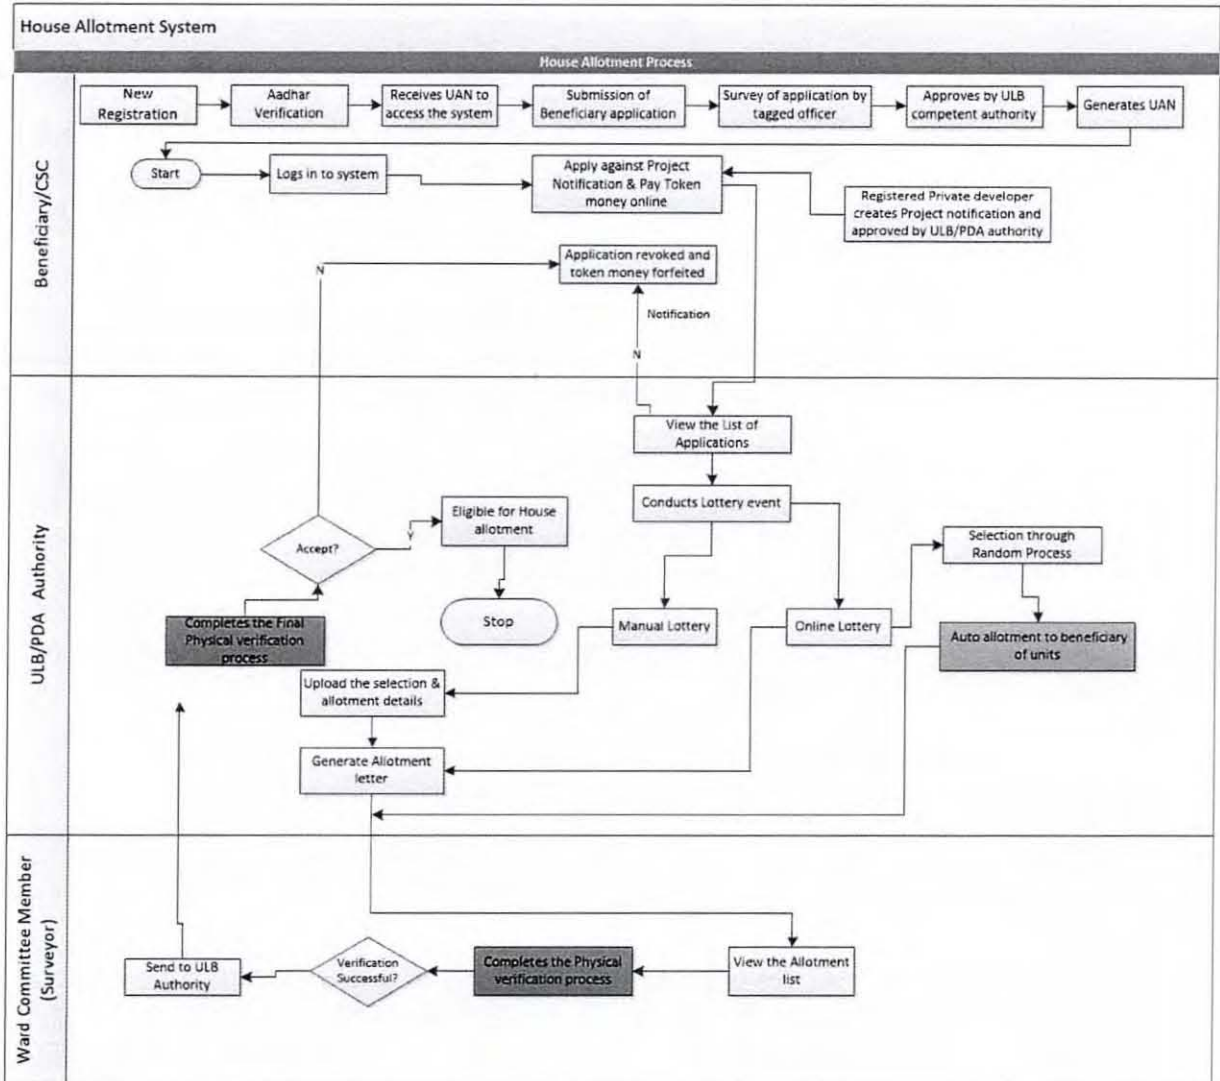 House Allotment System
House Allotment Process
Beneficiary/CSC
New
Registration
Aadhar
Verification
Receives UAN to
access the system
Submission of
Beneficiary application
Survey of application by
tagged officer
Approves by ULB
competent authority
Generates UAN
Start
Logs in to system
Apply against Project
Notification & Pay Token
money online
Registered Private developer
creates Project notification and
approved by ULB/PDA authority
Application revoked and
token money forfeited
N
Notification
N
ULB/PDA Authority
View the List of
Applications
Conducts Lottery event
Eligible for House
allotment
Y
Accept?
Selection through
Random Process
Stop
Manual Lottery
Online Lottery
Auto allotment to beneficiary
of units
Completes the Final
Physical verification
process
Upload the selection &
allotment details
Generate Allotment
letter
Ward Committee Member
(Surveyor)
Send to ULB
Authority
Verification
Successful?
Completes the Physical
verification process
View the Allotment
list